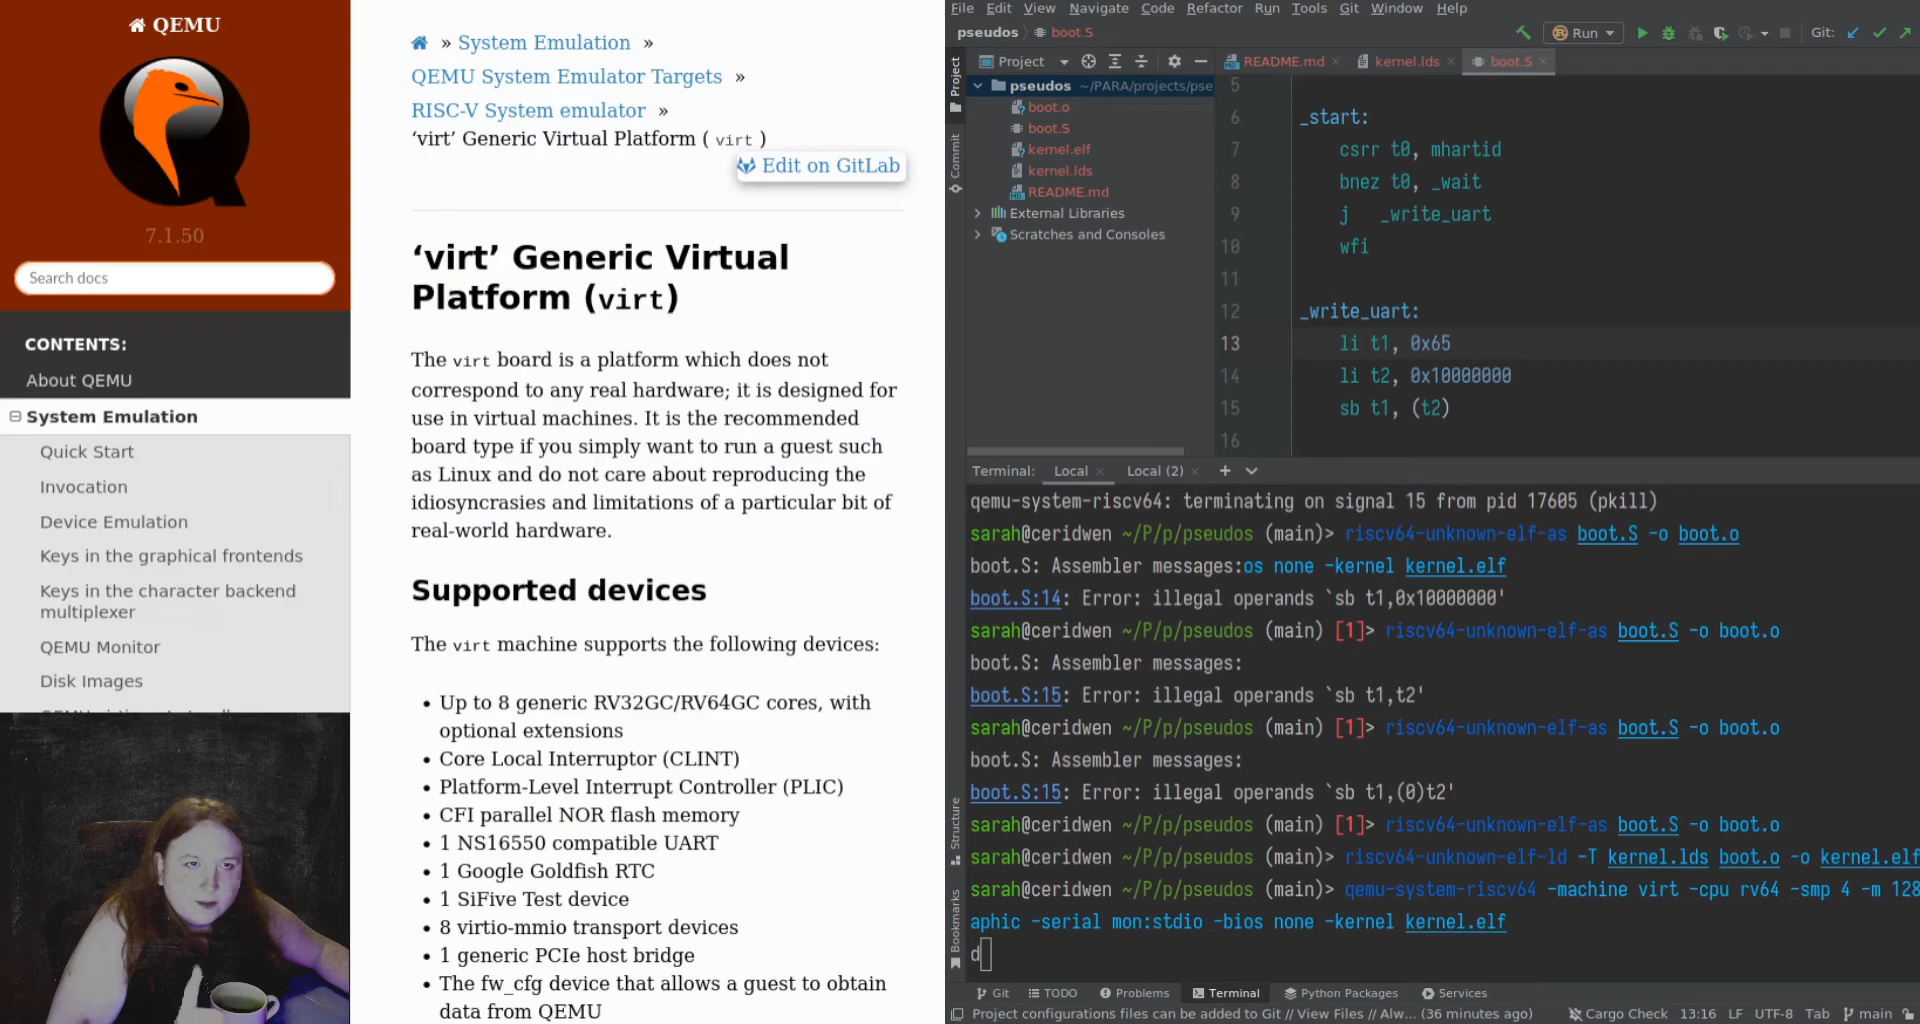 QEMU
7.1.50
Search docs
CONTENTS:
About QEMU
System Emulation
Quick Start
Invocation
Device Emulation
Keys in the graphical frontends
Keys in the character backend
multiplexer
QEMU Monitor
Disk Images
» System Emulation »
QEMU System Emulator Targets »
RISC-V System emulator »
‘virt’ Generic Virtual Platform ( virt )
Edit on GitLab
‘virt’ Generic Virtual
Platform (virt)
The virt board is a platform which does not
correspond to any real hardware; it is designed for
use in virtual machines. It is the recommended
board type if you simply want to run a guest such
as Linux and do not care about reproducing the
idiosyncrasies and limitations of a particular bit of
real-world hardware.
Supported devices
The virt machine supports the following devices:
• Up to 8 generic RV32GC/RV64GC cores, with
optional extensions
• Core Local Interruptor (CLINT)
• Platform-Level Interrupt Controller (PLIC)
• CFI parallel NOR flash memory
• 1 NS16550 compatible UART
• 1 Google Goldfish RTC
• 1 SiFive Test device
• 8 virtio-mmio transport devices
• 1 generic PCIe host bridge
• The fw_cfg device that allows a guest to obtain
data from QEMU
File Edit View Navigate Code Refactor Run Tools Git Window Help
pseudos boot.S
Run
Git:
Project
Commit
Structure
Bookmarks
Project
README.md
kernel.lds
boot.S
pseudos ~/PARA/projects/pse
boot.o
boot.S
kernel.elf
kernel.lds
README.md
External Libraries
Scratches and Consoles
5
6 _start:
7 csrr t0, mhartid
8 bnez t0, _wait
9 j _write_uart
10 wfi
11
12 _write_uart:
13 li t1, 0x65
14 li t2, 0x10000000
15 sb t1, (t2)
16
Terminal: Local Local (2)
qemu-system-riscv64: terminating on signal 15 from pid 17605 (pkill)
sarah@ceridwen ~/P/p/pseudos (main)> riscv64-unknown-elf-as boot.S -o boot.o
boot.S: Assembler messages:os none -kernel kernel.elf
boot.S:14: Error: illegal operands `sb t1,0x10000000'
sarah@ceridwen ~/P/p/pseudos (main) [1]> riscv64-unknown-elf-as boot.S -o boot.o
boot.S: Assembler messages:
boot.S:15: Error: illegal operands `sb t1,t2'
sarah@ceridwen ~/P/p/pseudos (main) [1]> riscv64-unknown-elf-as boot.S -o boot.o
boot.S: Assembler messages:
boot.S:15: Error: illegal operands `sb t1,(0)t2'
sarah@ceridwen ~/P/p/pseudos (main) [1]> riscv64-unknown-elf-as boot.S -o boot.o
sarah@ceridwen ~/P/p/pseudos (main)> riscv64-unknown-elf-ld -T kernel.lds boot.o -o kernel.elf
sarah@ceridwen ~/P/p/pseudos (main)> qemu-system-riscv64 -machine virt -cpu rv64 -smp 4 -m 128
aphic -serial mon:stdio -bios none -kernel kernel.elf
d
Git TODO Problems Terminal Python Packages Services
Project configurations files can be added to Git // View Files // Alw... (36 minutes ago)
Cargo Check 13:16 LF UTF-8 Tab main